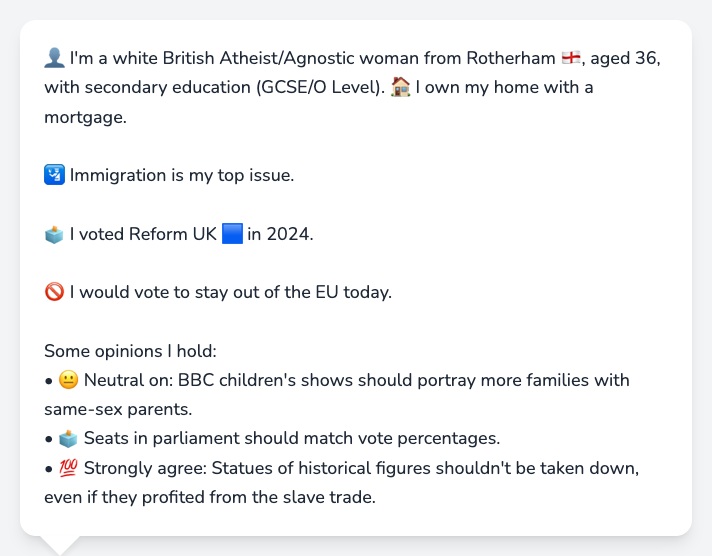 👤 I'm a white British Atheist/Agnostic woman from Rotherham 🏴󠁧󠁢󠁥󠁮󠁧󠁿, aged 36,
with secondary education (GCSE/O Level). 🏠 I own my home with a
mortgage.
🛂 Immigration is my top issue.
🗳️ I voted Reform UK 🟦 in 2024.
🚫 I would vote to stay out of the EU today.
Some opinions I hold:
• 😐 Neutral on: BBC children's shows should portray more families with
same-sex parents.
• 🗳️ Seats in parliament should match vote percentages.
• 💯 Strongly agree: Statues of historical figures shouldn't be taken down,
even if they profited from the slave trade.